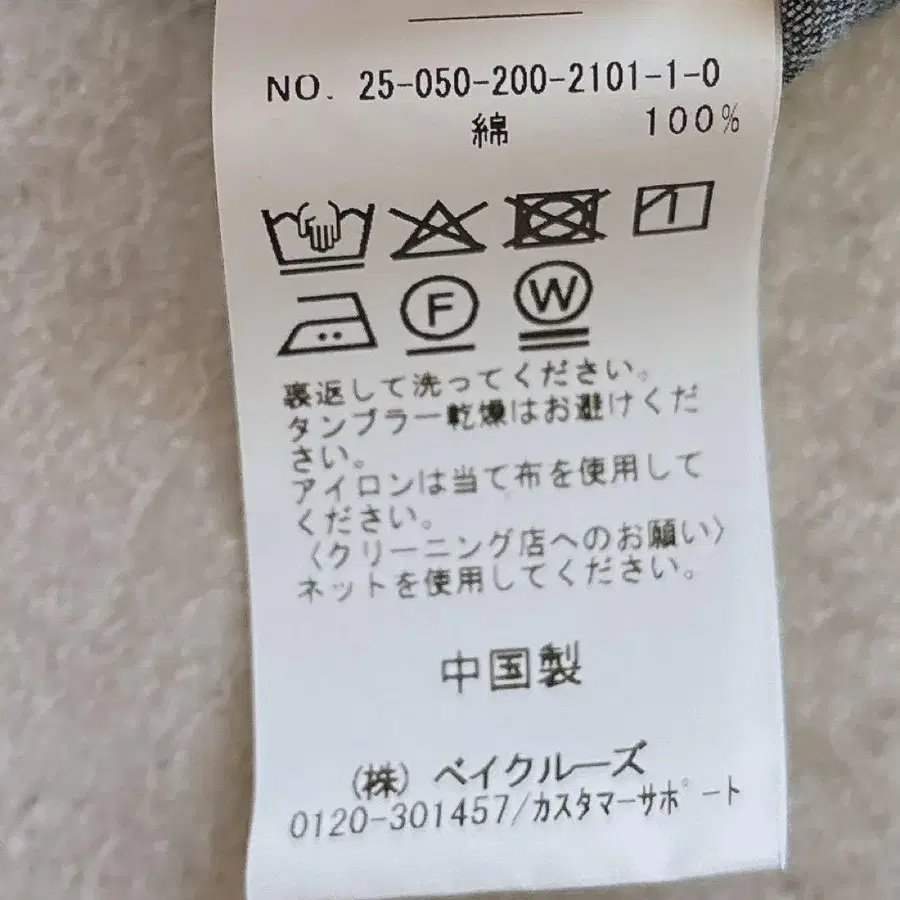 NO. 25-050-200-2101-1-0
綿 100%
F W
裏返して洗ってください。
タンブラー乾燥はお避けくだ
さい。
アイロンは当て布を使用して
ください。
〈クリーニング店へのお願い〉
ネットを使用してください。
中国製
(株) ベイクルーズ
0120-301457/カスタマーサポート